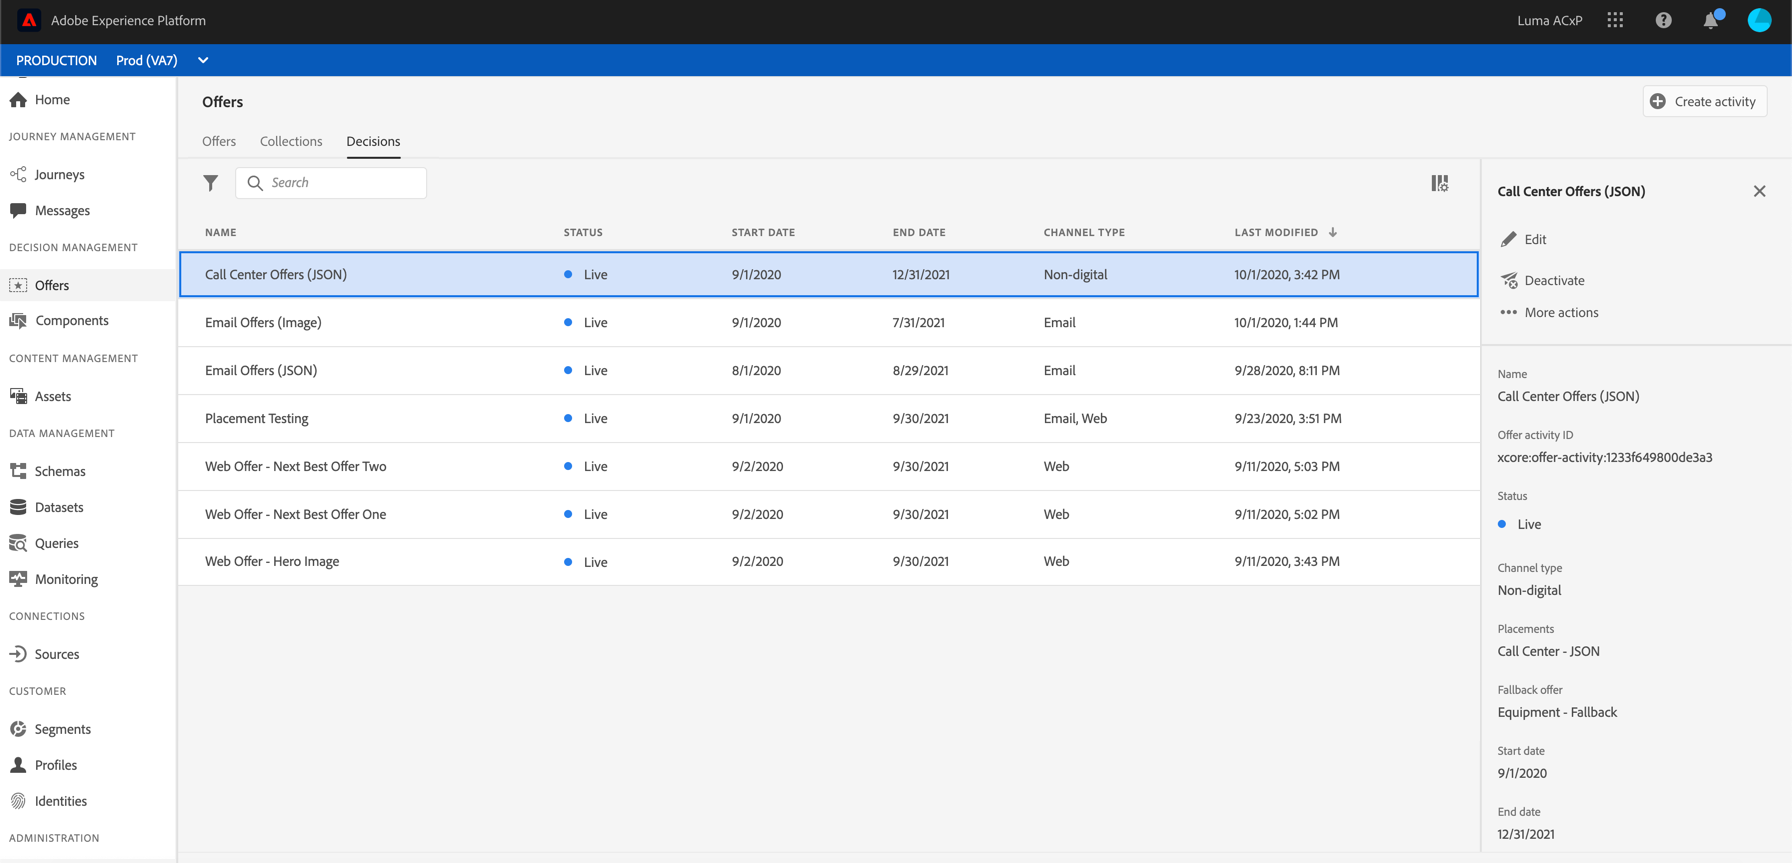 Adobe Experience Platform
Luma ACxP
PRODUCTION Prod (VA7)
Home
JOURNEY MANAGEMENT
Journeys
Messages
DECISION MANAGEMENT
Offers
Components
CONTENT MANAGEMENT
Assets
DATA MANAGEMENT
Schemas
Datasets
Queries
Monitoring
CONNECTIONS
Sources
CUSTOMER
Segments
Profiles
Identities
ADMINISTRATION
Offers
Create activity
Offers Collections Decisions
Search
NAME STATUS START DATE END DATE CHANNEL TYPE LAST MODIFIED
Call Center Offers (JSON) Live 9/1/2020 12/31/2021 Non-digital 10/1/2020, 3:42 PM
Email Offers (Image) Live 9/1/2020 7/31/2021 Email 10/1/2020, 1:44 PM
Email Offers (JSON) Live 8/1/2020 8/29/2021 Email 9/28/2020, 8:11 PM
Placement Testing Live 9/1/2020 9/30/2021 Email, Web 9/23/2020, 3:51 PM
Web Offer - Next Best Offer Two Live 9/2/2020 9/30/2021 Web 9/11/2020, 5:03 PM
Web Offer - Next Best Offer One Live 9/2/2020 9/30/2021 Web 9/11/2020, 5:02 PM
Web Offer - Hero Image Live 9/2/2020 9/30/2021 Web 9/11/2020, 3:43 PM
Call Center Offers (JSON)
Edit
Deactivate
More actions
Name
Call Center Offers (JSON)
Offer activity ID
xcore:offer-activity:1233f649800de3a3
Status
Live
Channel type
Non-digital
Placements
Call Center - JSON
Fallback offer
Equipment - Fallback
Start date
9/1/2020
End date
12/31/2021